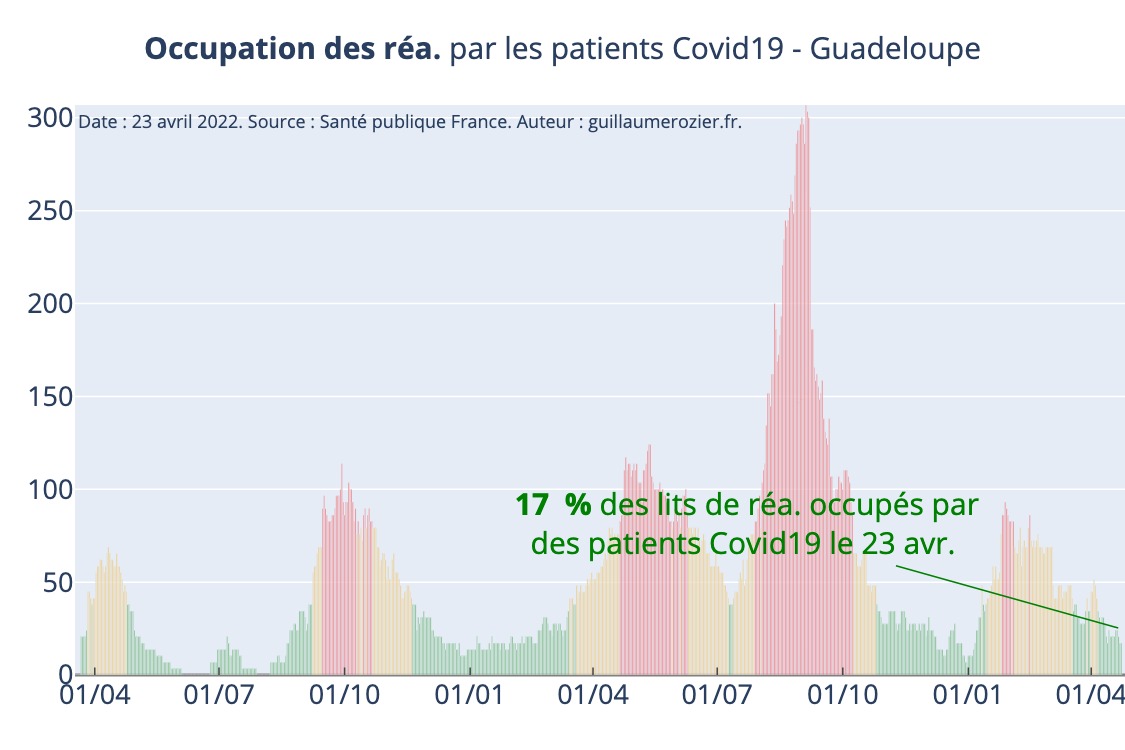 Occupation des réa. par les patients Covid19 - Guadeloupe
300
Date : 23 avril 2022. Source : Santé publique France. Auteur : guillaumerozier.fr.
250
200
150
100
17 % des lits de réa. occupés par
des patients Covid19 le 23 avr.
50
0
01/04 01/07 01/10 01/01 01/04 01/07 01/10 01/01 01/04